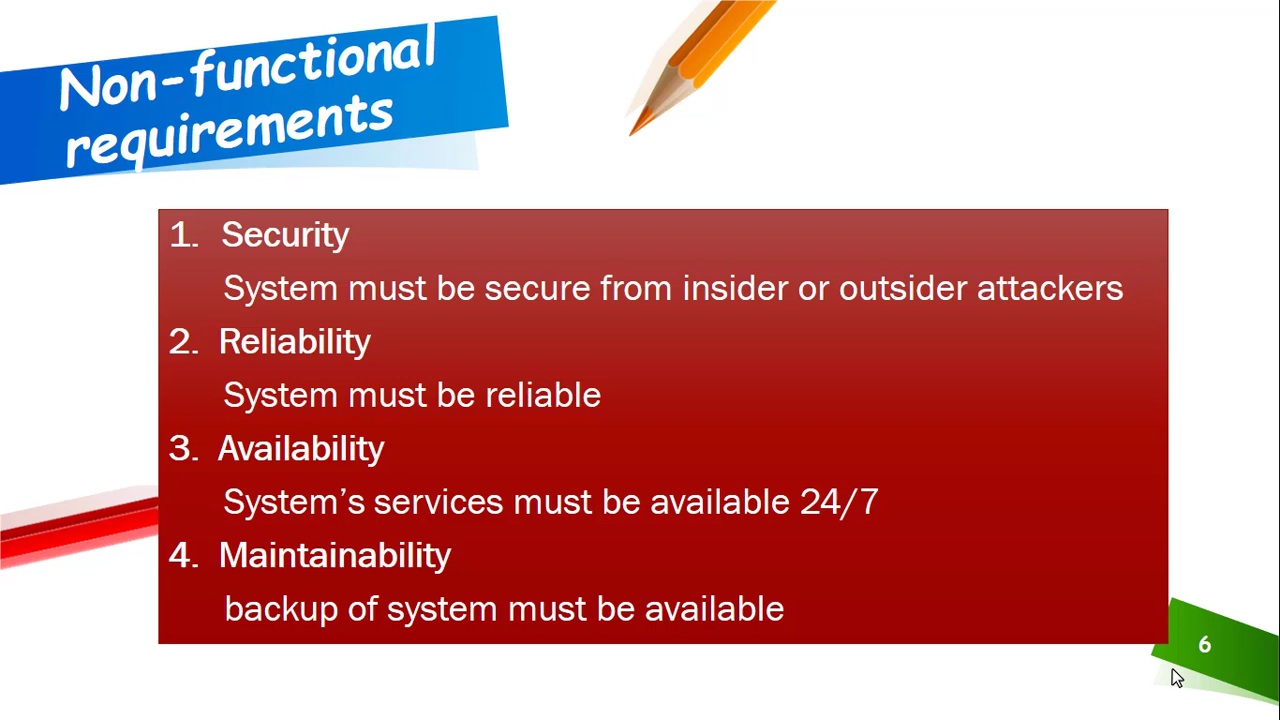 Non-functional
requirements
1. Security
System must be secure from insider or outsider attackers
2. Reliability
System must be reliable
3. Availability
System’s services must be available 24/7
4. Maintainability
backup of system must be available
6